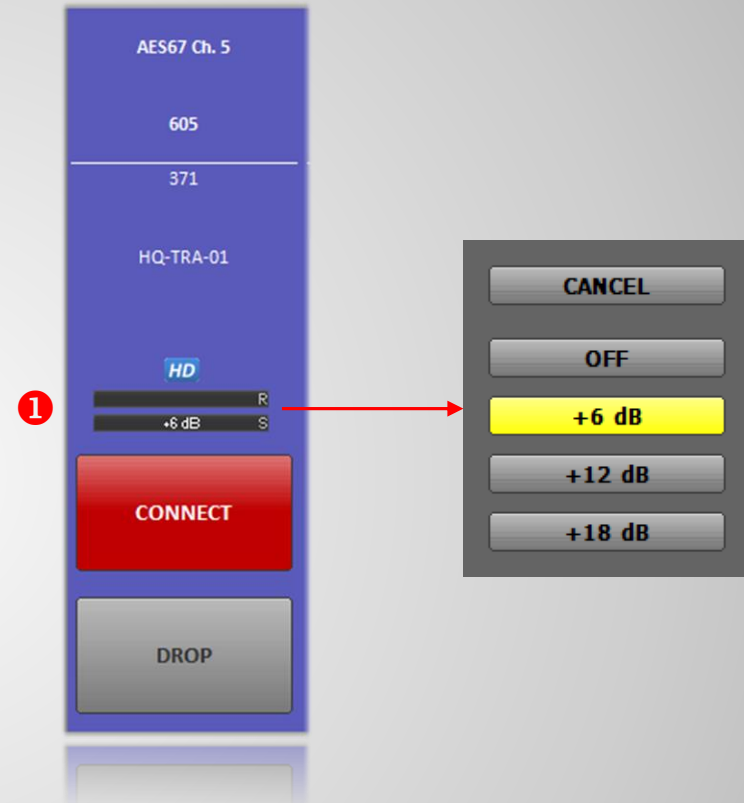 AES67 Ch. 5
605
371
HQ-TRA-01
HD
R
+6 dB S
CONNECT
DROP
1
CANCEL
OFF
+6 dB
+12 dB
+18 dB